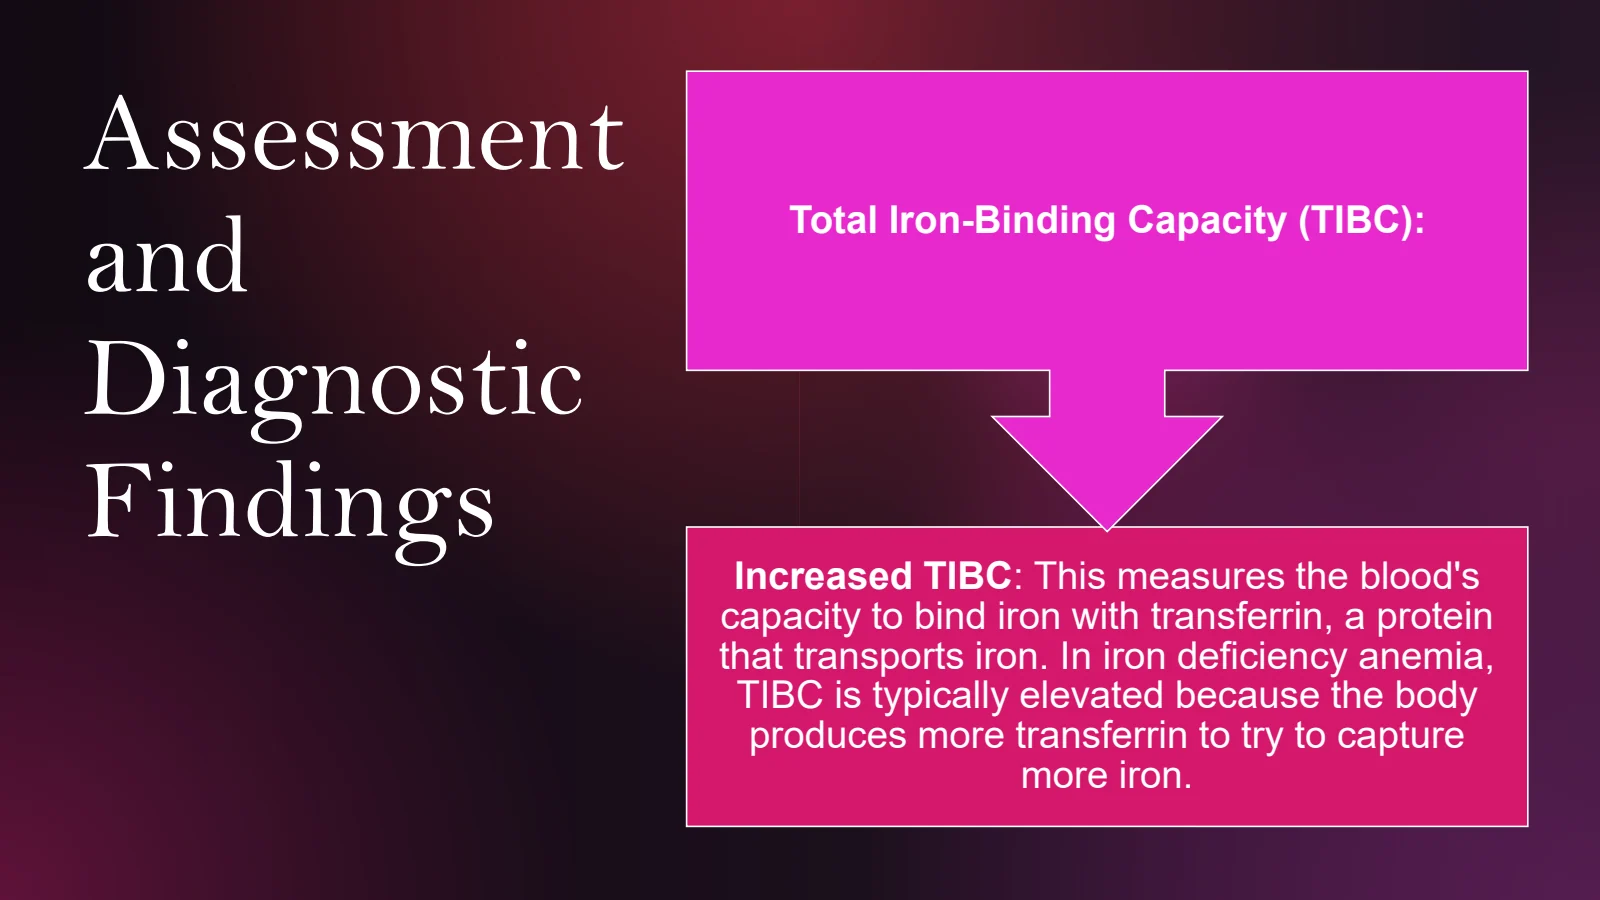 Assessment
and
Diagnostic
Findings
Total Iron-Binding Capacity (TIBC):
Increased TIBC: This measures the blood's
capacity to bind iron with transferrin, a protein
that transports iron. In iron deficiency anemia,
TIBC is typically elevated because the body
produces more transferrin to try to capture
more iron.